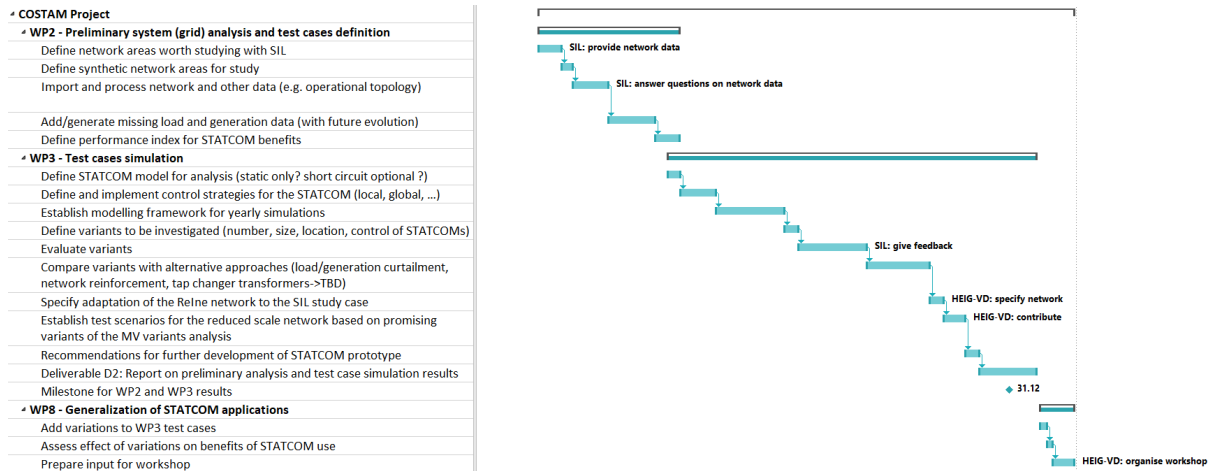 COSTAM Project
WP2 - Preliminary system (grid) analysis and test cases definition
Define network areas worth studying with SIL
SIL: provide network data
Define synthetic network areas for study
Import and process network and other data (e.g. operational topology)
SIL: answer questions on network data
Add/generate missing load and generation data (with future evolution)
Define performance index for STATCOM benefits
WP3 - Test cases simulation
Define STATCOM model for analysis (static only? short circuit optional ?)
Define and implement control strategies for the STATCOM (local, global, ...)
Establish modelling framework for yearly simulations
Define variants to be investigated (number, size, location, control of STATCOMs)
Evaluate variants
SIL: give feedback
Compare variants with alternative approaches (load/generation curtailment,
network reinforcement, tap changer transformers->TBD)
Specify adaptation of the ReIne network to the SIL study case
HEIG-VD: specify network
Establish test scenarios for the reduced scale network based on promising
variants of the MV variants analysis
HEIG-VD: contribute
Recommendations for further development of STATCOM prototype
Deliverable D2: Report on preliminary analysis and test case simulation results
Milestone for WP2 and WP3 results
31.12
WP8 - Generalization of STATCOM applications
Add variations to WP3 test cases
Assess effect of variations on benefits of STATCOM use
Prepare input for workshop
HEIG-VD: organise workshop